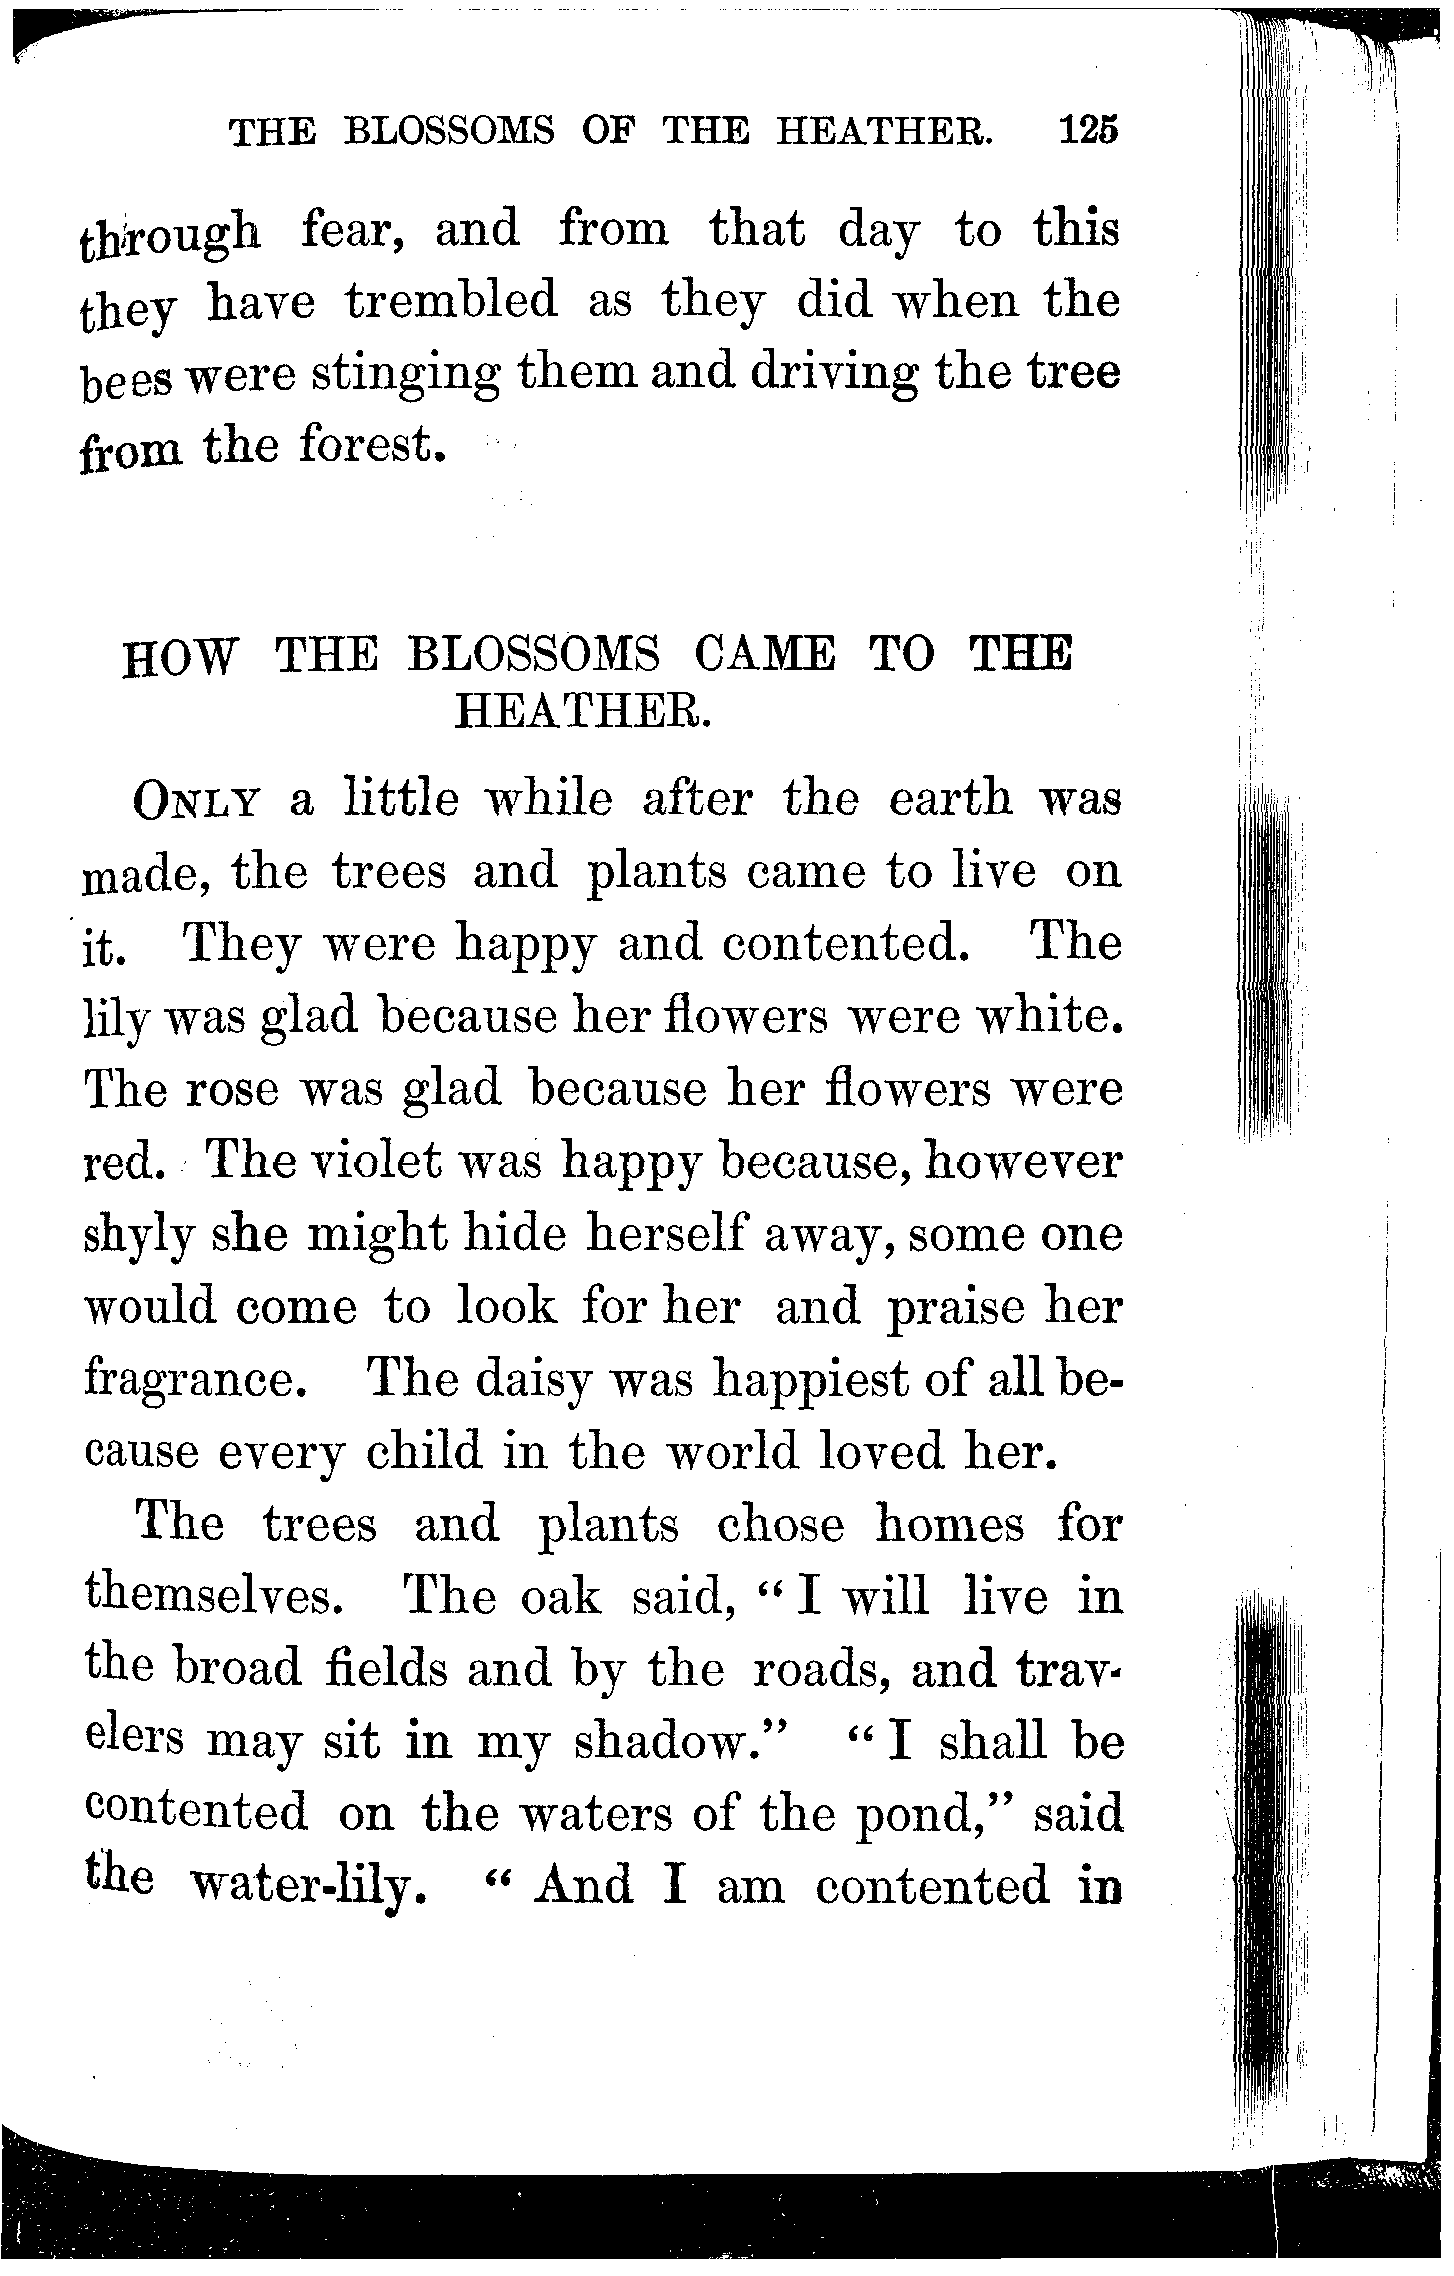 THE BLOSSOMS OF THE HEATHER. 125
through fear, and from that day to this
they have trembled as they did when the
bees were stinging them and driving the tree
from the forest.
HOW THE BLOSSOMS CAME TO THE
HEATHER.
ONLY a little while after the earth was
made, the trees and plants came to live on
it. They were happy and contented. The
lily was glad because her flowers were white.
The rose was glad because her flowers were
red. The violet was happy because, however
shyly she might hide herself away, some one
would come to look for her and praise her
fragrance. The daisy was happiest of all be-
cause every child in the world loved her.
The trees and plants chose homes for
themselves. The oak said, “ I will live in
the broad fields and by the roads, and trav-
elers may sit in my shadow.” “ I shall be
contented on the waters of the pond,” said
the water-lily. “ And I am contented in